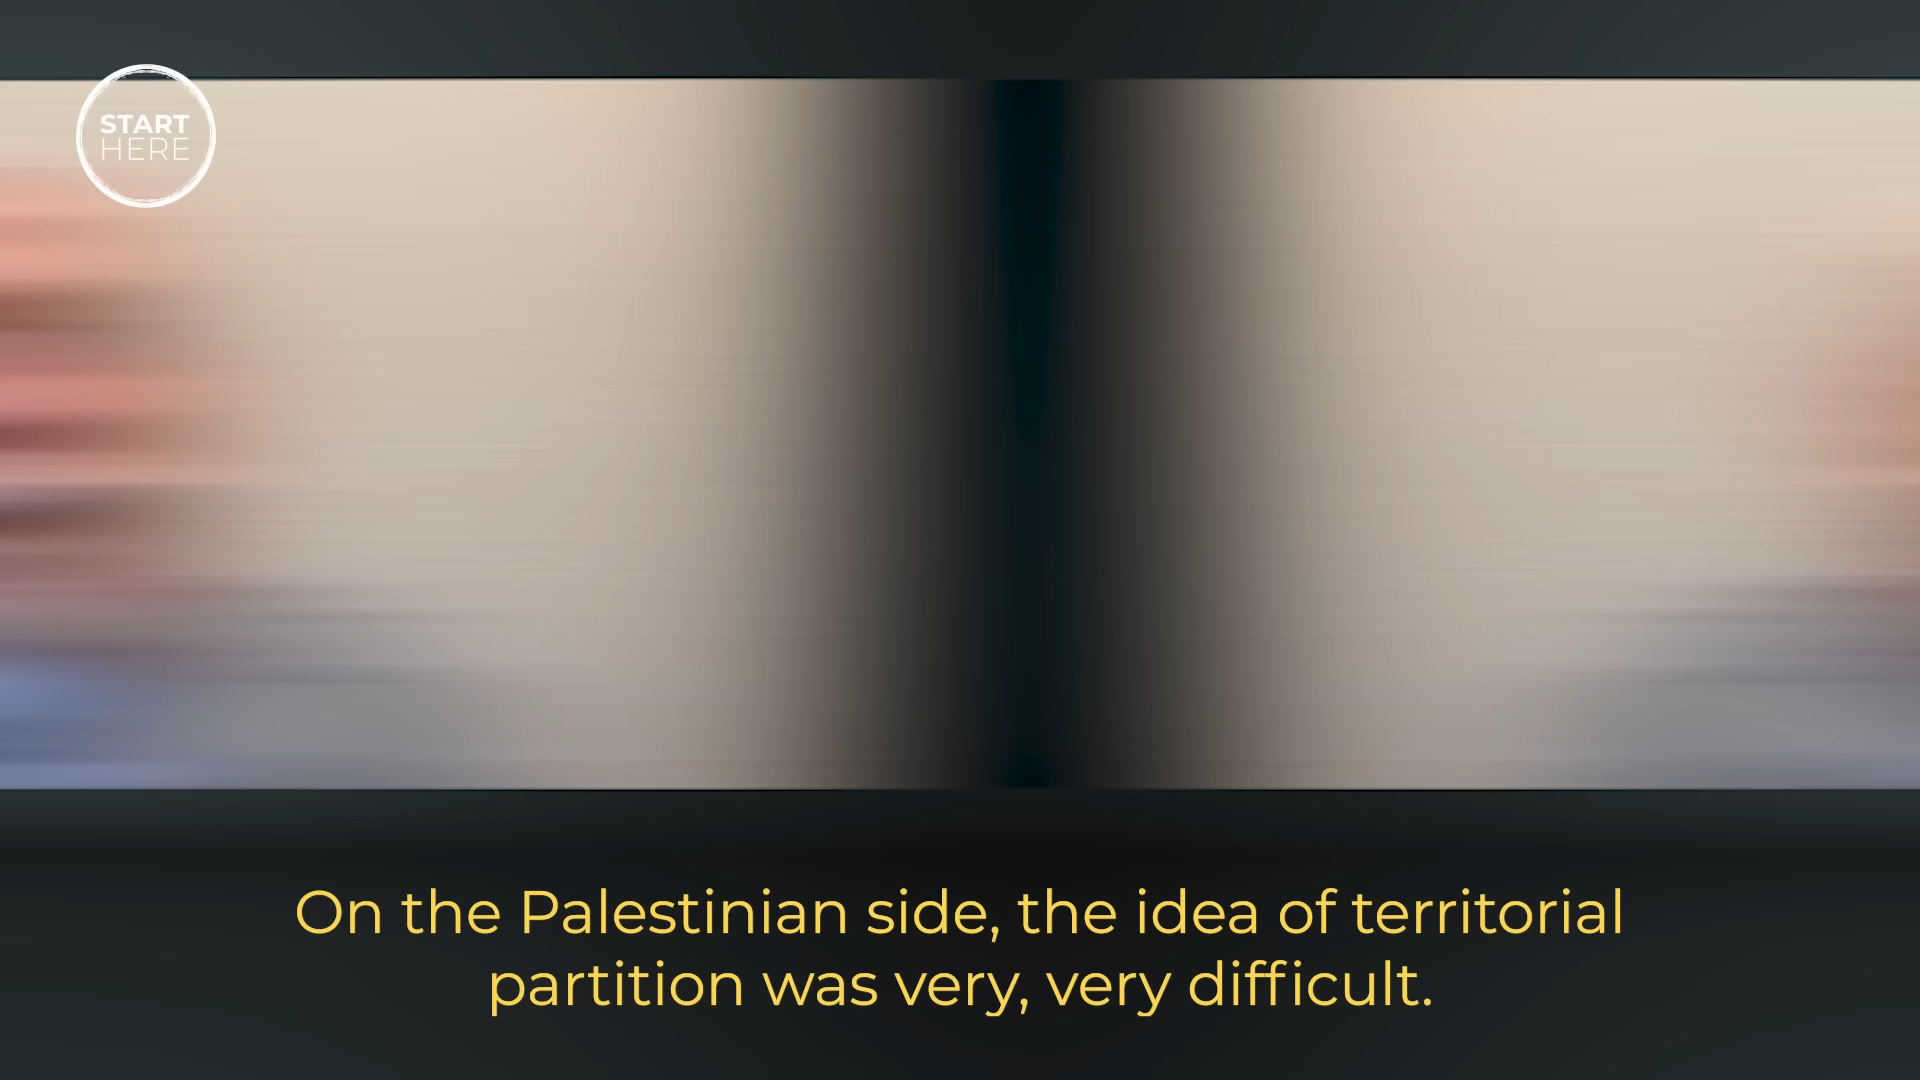 START
HERE
On the Palestinian side, the idea of territorial
partition was very, very difficult.